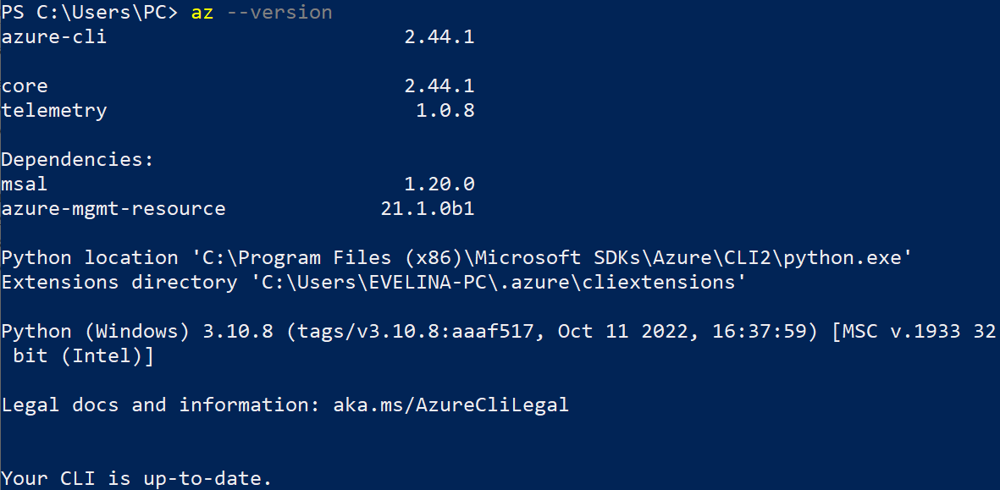 PS C:\Users\PC> az --version
azure-cli                         2.44.1
core                              2.44.1
telemetry                          1.0.8
Dependencies:
msal                              1.20.0
azure-mgmt-resource             21.1.0b1
Python location 'C:\Program Files (x86)\Microsoft SDKs\Azure\CLI2\python.exe'
Extensions directory 'C:\Users\EVELINA-PC\.azure\cliextensions'
Python (Windows) 3.10.8 (tags/v3.10.8:aaaf517, Oct 11 2022, 16:37:59) [MSC v.1933 32
 bit (Intel)]
Legal docs and information: aka.ms/AzureCliLegal
Your CLI is up-to-date.